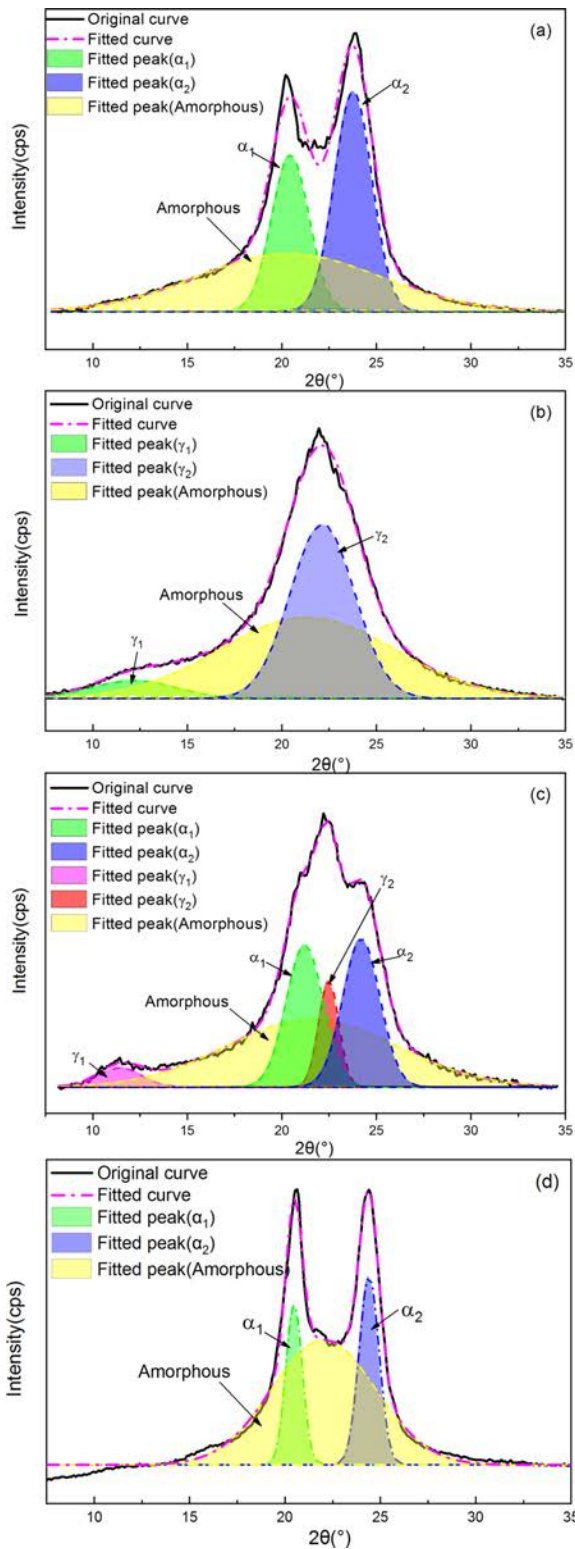 Original curve
Fitted curve
Fitted peak(α₁)
Fitted peak(α₂)
Fitted peak(Amorphous)
(a)
α₂
α₁
Amorphous
Intensity(cps)
10 15 20 25 30 35
2θ(°)
Original curve
Fitted curve
Fitted peak(γ₁)
Fitted peak(γ₂)
Fitted peak(Amorphous)
(b)
γ₂
Amorphous
γ₁
Intensity(cps)
10 15 20 25 30 35
2θ(°)
Original curve
Fitted curve
Fitted peak(α₁)
Fitted peak(α₂)
Fitted peak(γ₁)
Fitted peak(γ₂)
Fitted peak(Amorphous)
(c)
γ₂
α₁
α₂
Amorphous
γ₁
Intensity(cps)
10 15 20 25 30 35
2θ(°)
Original curve
Fitted curve
Fitted peak(α₁)
Fitted peak(α₂)
Fitted peak(Amorphous)
(d)
α₁
α₂
Amorphous
Intensity(cps)
10 15 20 25 30 35
2θ(°)